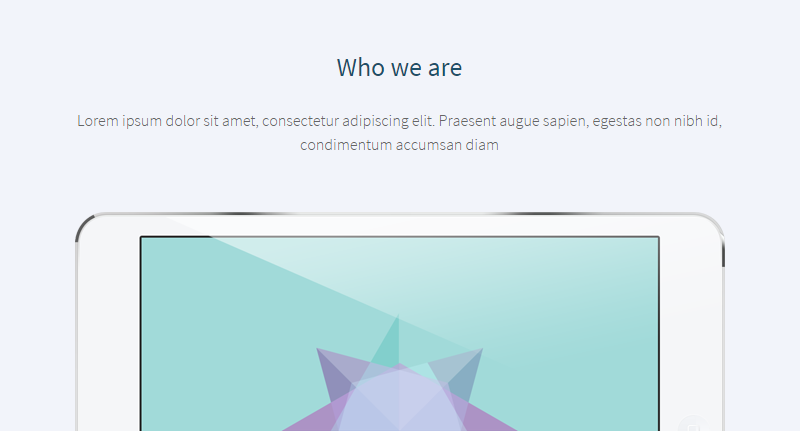 Who we are
Lorem ipsum dolor sit amet, consectetur adipiscing elit. Praesent augue sapien, egestas non nibh id,
condimentum accumsan diam